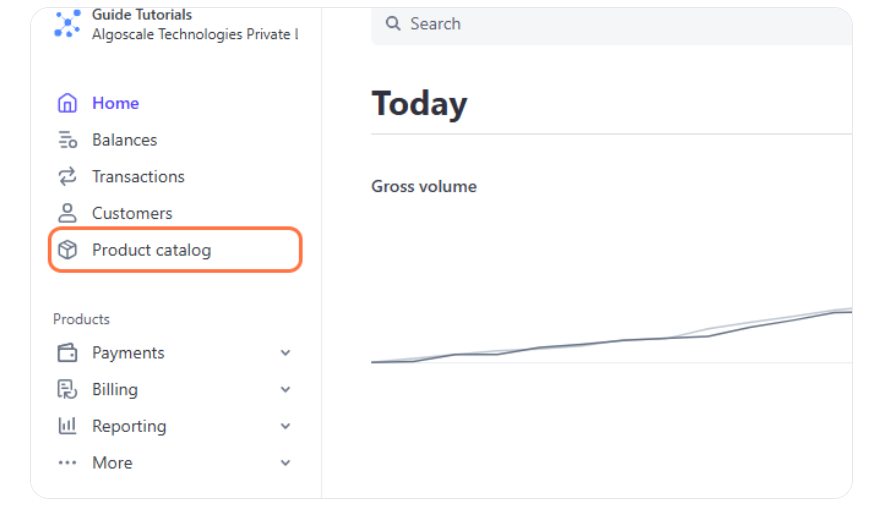 Guide Tutorials
Algoscale Technologies Private
Search
Home
Balances
Transactions
Customers
Product catalog
Products
Payments
Billing
Reporting
More
Today
Gross volume